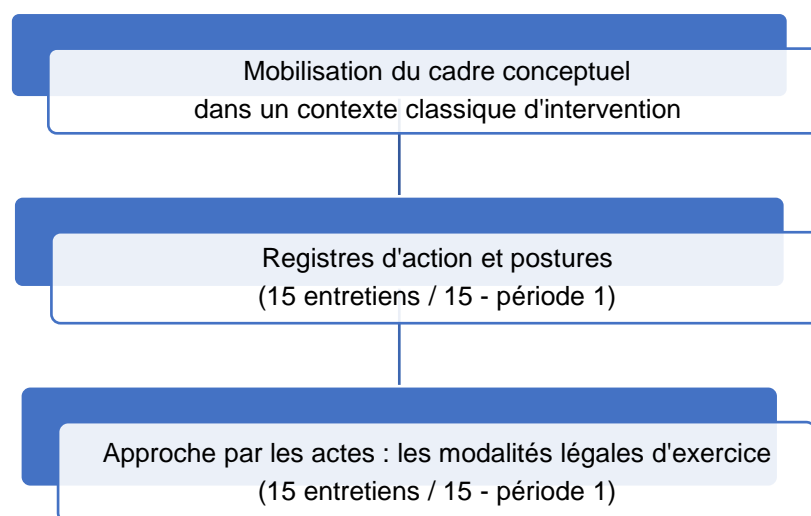 Mobilisation du cadre conceptuel
dans un contexte classique d'intervention
Registres d'action et postures
(15 entretiens / 15 - période 1)
Approche par les actes : les modalités légales d'exercice
(15 entretiens / 15 - période 1)